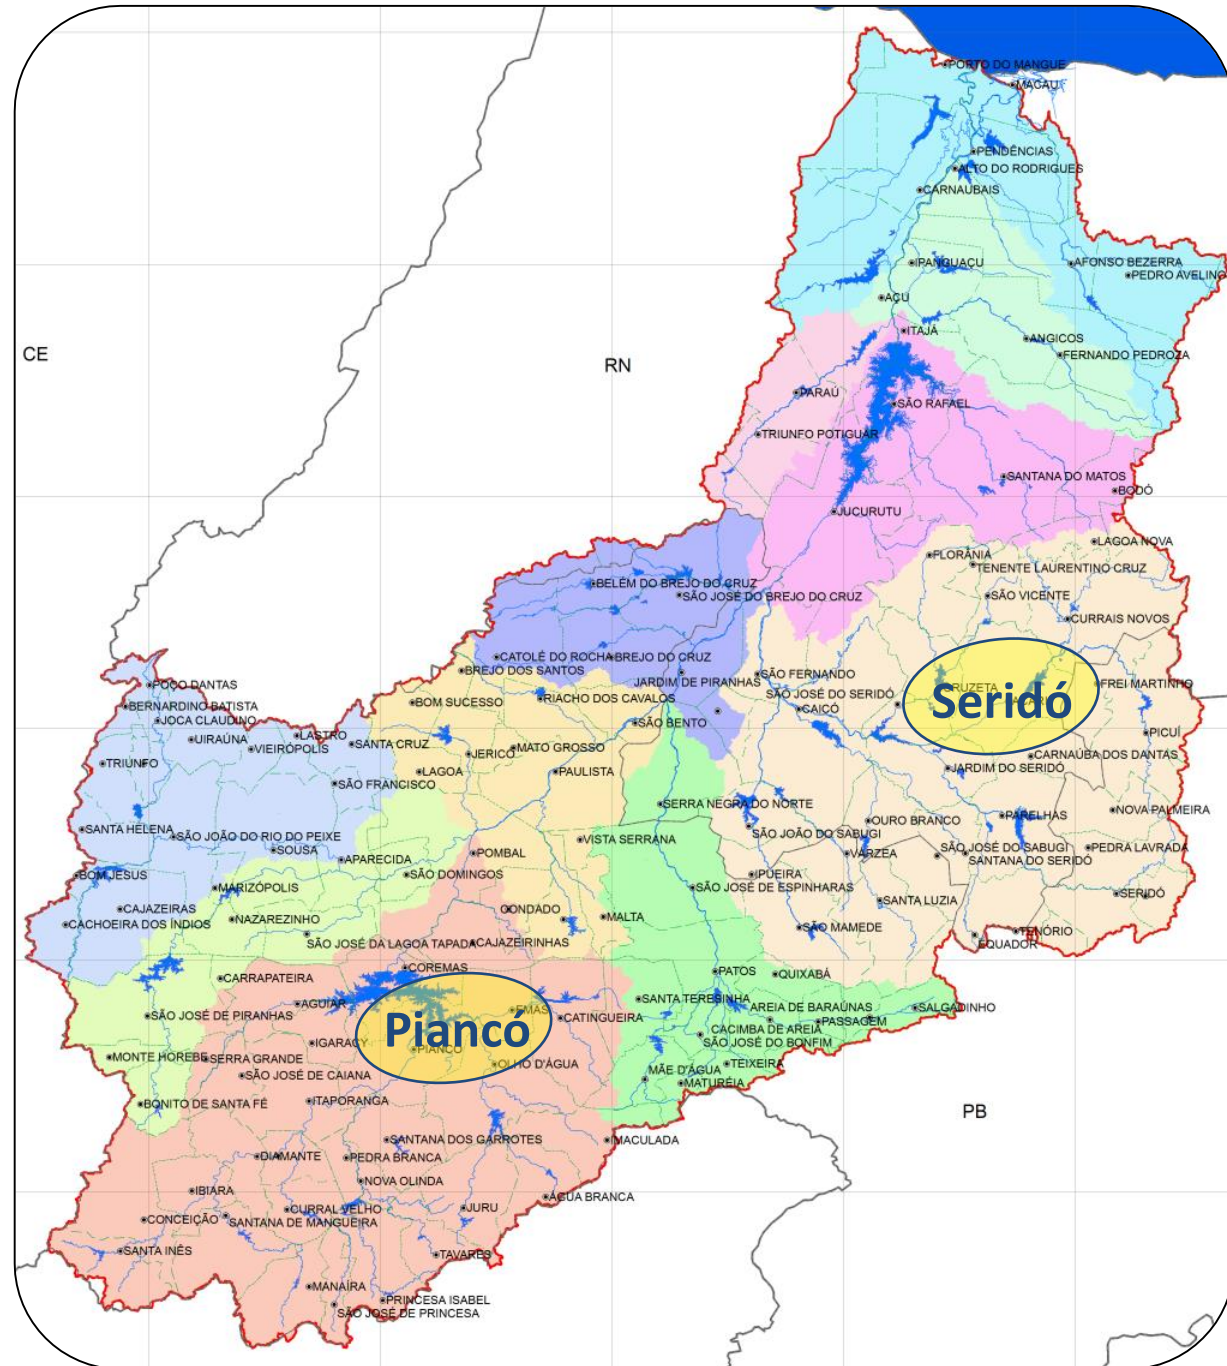 PORTO DO MANGUE
MACAU
PENDÊNCIAS
ALTO DO RODRIGUES
CARNAUBAIS
IPANGUAÇU
AFONSO BEZERRA
PEDRO AVELINO
AÇU
ITAJÁ
ANGICOS
FERNANDO PEDROZA
CE
RN
PARAÚ
SÃO RAFAEL
TRIUNFO POTIGUAR
SANTANA DO MATOS
BODÓ
JUCURUTU
LAGOA NOVA
FLORÂNIA
TENENTE LAURENTINO CRUZ
BELÉM DO BREJO DO CRUZ
SÃO JOSÉ DO BREJO DO CRUZ
SÃO VICENTE
CURRAIS NOVOS
CATOLÉ DO ROCHA
BREJO DO CRUZ
BREJO DOS SANTOS
JARDIM DE PIRANHAS
SÃO FERNANDO
POÇO DANTAS
FREI MARTINHO
Seridó
SÃO JOSÉ DO SERIDÓ
RIACHO DOS CAVALOS
BOM SUCESSO
BERNARDINO BATISTA
CAICÓ
JOCA CLAUDINO
SÃO BENTO
PICUÍ
UIRAÚNA
LASTRO
VIEIRÓPOLIS
SANTA CRUZ
JERICÓ
MATO GROSSO
CARNAÚBA DOS DANTAS
TRIUNFO
LAGOA
PAULISTA
JARDIM DO SERIDÓ
SÃO FRANCISCO
SERRA NEGRA DO NORTE
NOVA PALMEIRA
PARELHAS
OURO BRANCO
SANTA HELENA
SÃO JOÃO DO RIO DO PEIXE
SÃO JOÃO DO SABUGI
VISTA SERRANA
SOUSA
APARECIDA
POMBAL
VÁRZEA
SÃO JOSÉ DO SABUGI
SANTANA DO SERIDÓ
PEDRA LAVRADA
BOM JESUS
SÃO DOMINGOS
IPUEIRA
MARIZÓPOLIS
SÃO JOSÉ DE ESPINHARAS
SERIDÓ
SANTA LUZIA
CAJAZEIRAS
CONDADO
MALTA
NAZAREZINHO
CACHOEIRA DOS ÍNDIOS
SÃO MAMEDE
TENÓRIO
EQUADOR
SÃO JOSÉ DA LAGOA TAPADA
CAJAZEIRINHAS
COREMAS
PATOS
QUIXABÁ
CARRAPATEIRA
AGUIAR
SANTA TERESINHA
EMAS
AREIA DE BARAÚNAS
SALGADINHO
SÃO JOSÉ DE PIRANHAS
CATINGUEIRA
PASSAGEM
CACIMBA DE AREIA
Piancó
IGARACY
SÃO JOSÉ DO BONFIM
PIANCÓ
MONTE HOREBE
SERRA GRANDE
OLHO D'ÁGUA
TEIXEIRA
MÃE D'ÁGUA
SÃO JOSÉ DE CAIANA
MATURÉIA
BONITO DE SANTA FÉ
ITAPORANGA
PB
SANTANA DOS GARROTES
IMACULADA
DIAMANTE
PEDRA BRANCA
NOVA OLINDA
IBIARA
ÁGUA BRANCA
CURRAL VELHO
JURU
CONCEIÇÃO
SANTANA DE MANGUEIRA
SANTA INÊS
TAVARES
MANAÍRA
PRINCESA ISABEL
SÃO JOSÉ DE PRINCESA